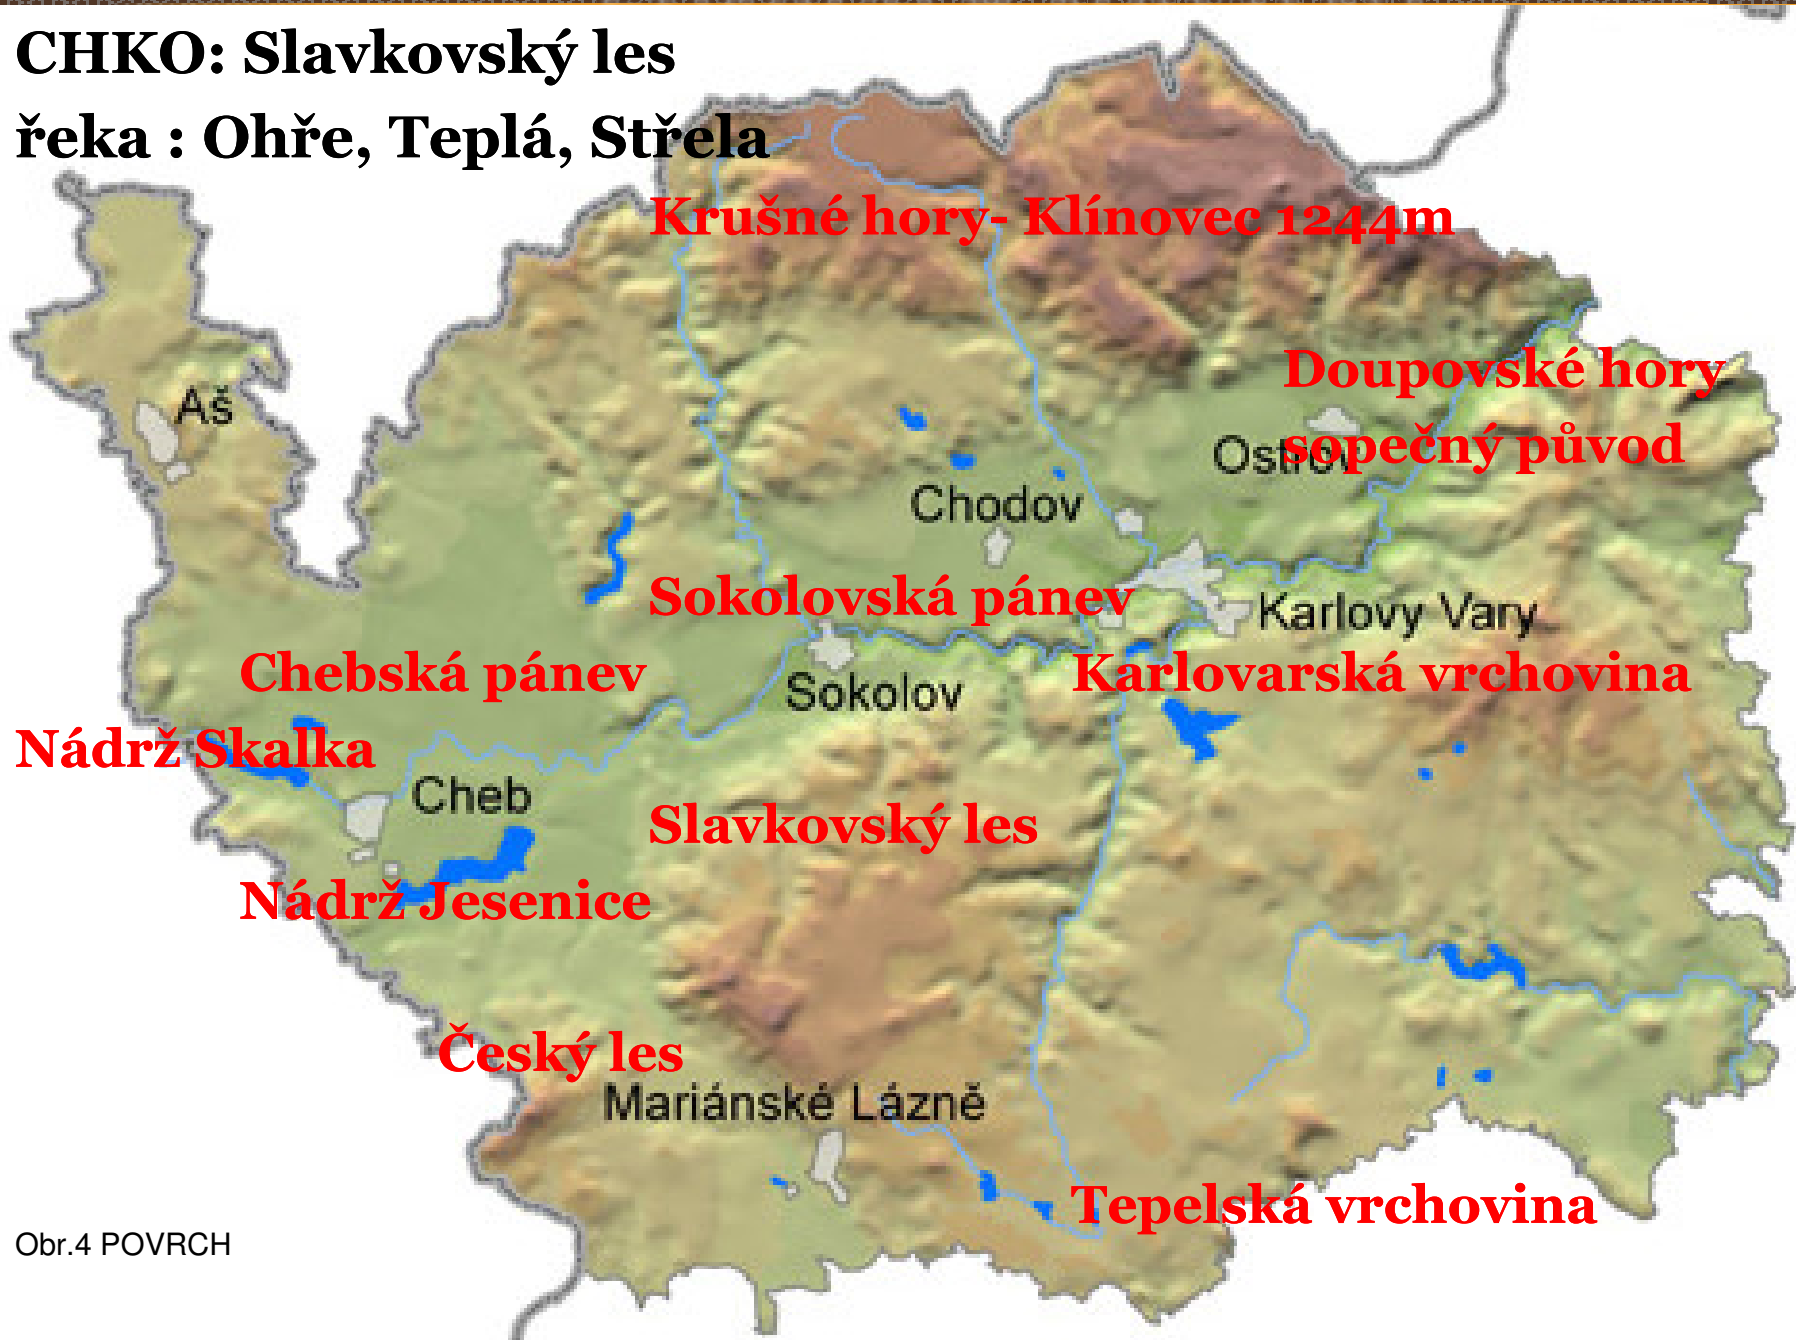 CHKO: Slavkovský les
řeka : Ohře, Teplá, Střela
Krušné hory- Klínovec 1244m
Doupovské hory
sopečný původ
Aš
Ostrov
Chodov
Sokolovská pánev
Karlovy Vary
Chebská pánev
Karlovarská vrchovina
Sokolov
Nádrž Skalka
Cheb
Slavkovský les
Nádrž Jesenice
Český les
Mariánské Lázně
Tepelská vrchovina
Obr.4 POVRCH